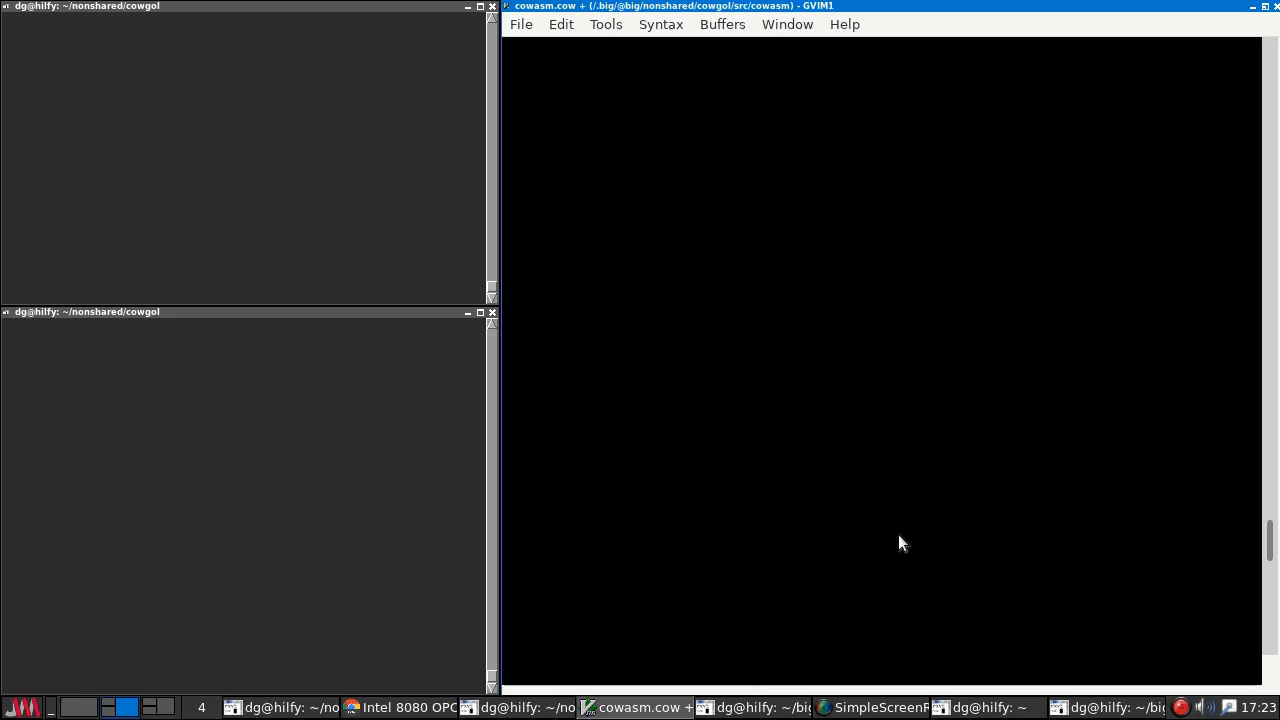 dg@hilfy: ~/nonshared/cowgol
cowasm.cow + (/.big/@big/nonshared/cowgol/src/cowasm) - GVIM1
File Edit Tools Syntax Buffers Window Help
dg@hilfy: ~/nonshared/cowgol
4 dg@hilfy: ~/no Intel 8080 OPC dg@hilfy: ~/no cowasm.cow + dg@hilfy: ~/big SimpleScreenR dg@hilfy: ~ dg@hilfy: ~/big 17:23